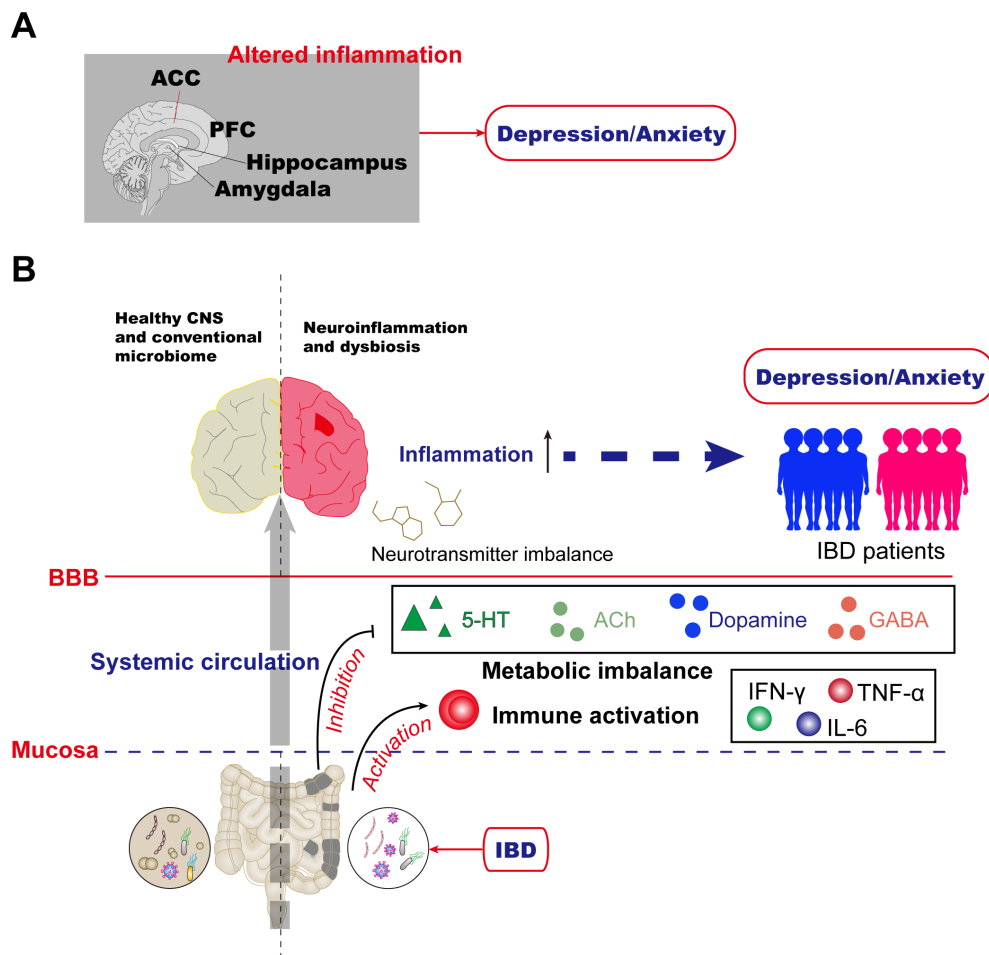 A
Altered inflammation
ACC
PFC
Hippocampus
Amygdala
Depression/Anxiety
B
Healthy CNS
and conventional
microbiome
Neuroinflammation
and dysbiosis
Depression/Anxiety
Inflammation
Neurotransmitter imbalance
IBD patients
BBB
5-HT
ACh
Dopamine
GABA
Systemic circulation
Inhibition
Metabolic imbalance
IFN-γ
TNF-α
IL-6
Activation
Immune activation
Mucosa
IBD